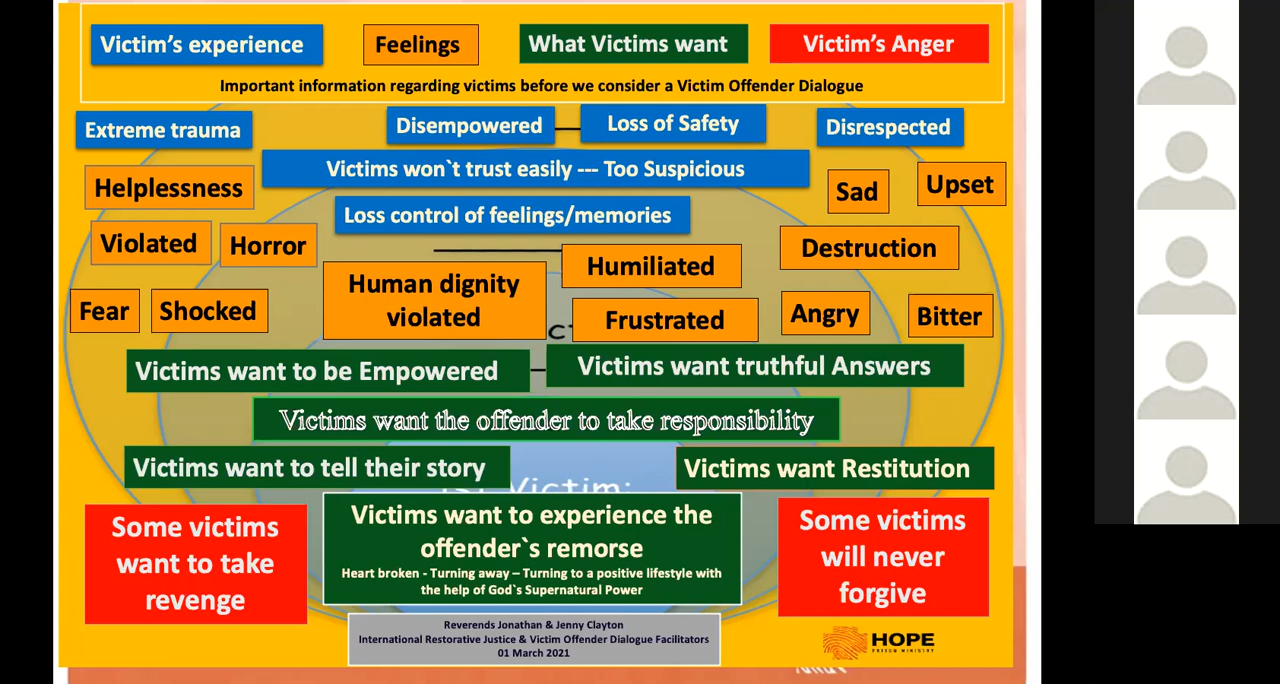 Victim's experience
Feelings
What Victims want
Victim's Anger
Important information regarding victims before we consider a Victim Offender Dialogue
Extreme trauma
Disempowered
Loss of Safety
Disrespected
Victims won`t trust easily --- Too Suspicious
Helplessness
Sad
Upset
Loss control of feelings/memories
Violated
Horror
Destruction
Humiliated
Human dignity
violated
Fear
Shocked
Frustrated
Angry
Bitter
Victims want to be Empowered
Victims want truthful Answers
Victims want the offender to take responsibility
Victims want to tell their story
Victims want Restitution
Victim:
Some victims
want to take
revenge
Victims want to experience the
offender`s remorse
Heart broken - Turning away – Turning to a positive lifestyle with
the help of God`s Supernatural Power
Some victims
will never
forgive
Reverends Jonathan & Jenny Clayton
International Restorative Justice & Victim Offender Dialogue Facilitators
01 March 2021
HOPE
PRISON MINISTRY